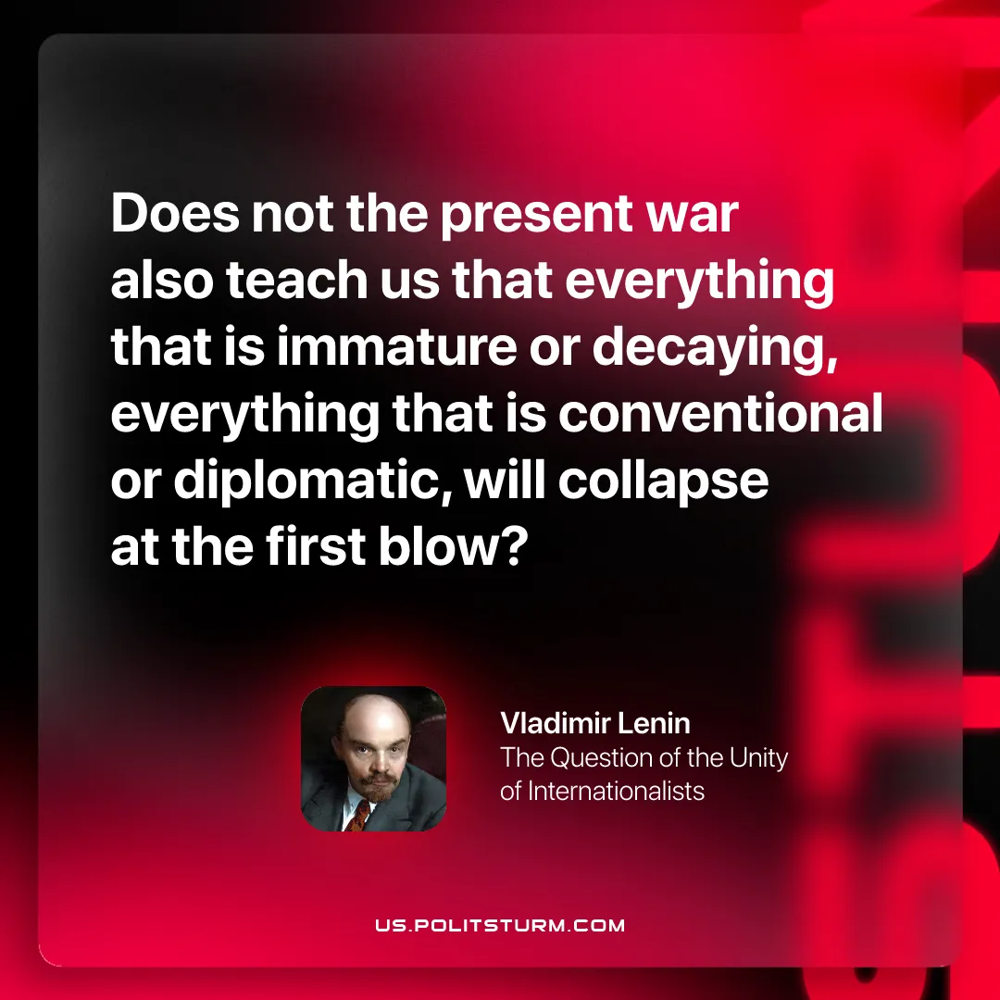 Does not the present war
also teach us that everything
that is immature or decaying,
everything that is conventional
or diplomatic, will collapse
at the first blow?
Vladimir Lenin
The Question of the Unity
of Internationalists
US.POLITSTURM.COM